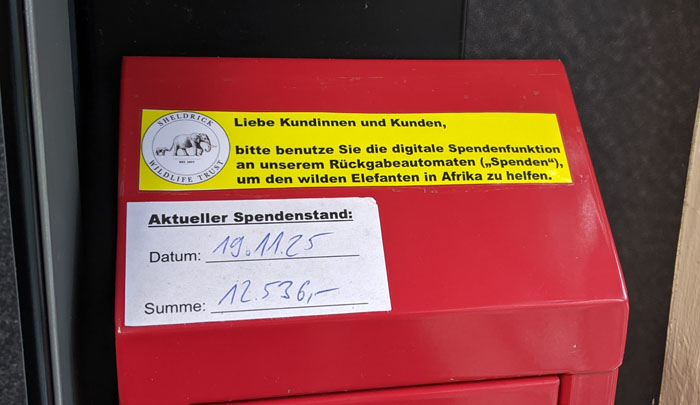 SHELDRICK
WILDLIFE TRUST
Liebe Kundinnen und Kunden,
bitte benutze Sie die digitale Spendenfunktion
an unserem Rückgabeautomaten („Spenden“),
um den wilden Elefanten in Afrika zu helfen.
Aktueller Spendenstand:
Datum: 19.11.25
Summe: 12.536,-